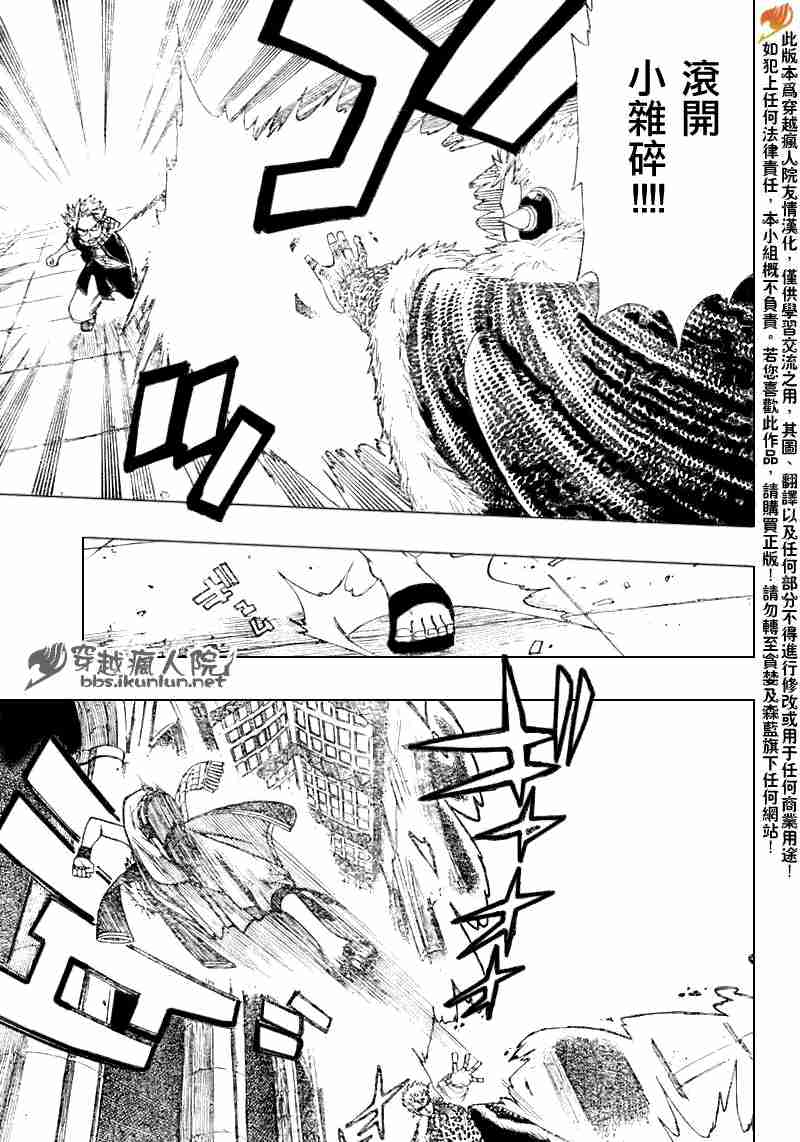 滾開
小雜碎!!!!
此版本爲穿越瘋人院友情漢化，僅供學習交流之用，其圖、翻譯以及任何部分不得進行修改或用于任何商業用途！
如犯上任何法律責任，本小組概不負責。若您喜歡此作品，請購買正版！請勿轉至貪婪及森藍旗下任何網站！
穿越瘋人院
bbs.ikunlun.net